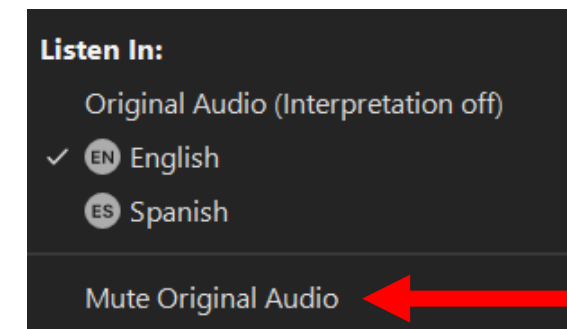 Listen In:
Original Audio (Interpretation off)
EN English
ES Spanish
Mute Original Audio